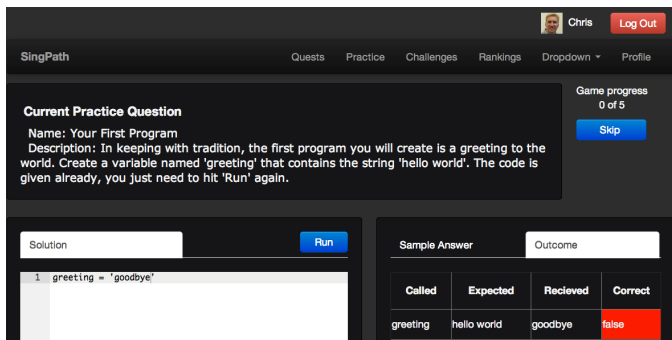 Chris
Log Out
SingPath
Quests
Practice
Challenges
Rankings
Dropdown
Profile
Current Practice Question
Name: Your First Program
Description: In keeping with tradition, the first program you will create is a greeting to the
world. Create a variable named 'greeting' that contains the string 'hello world'. The code is
given already, you just need to hit 'Run' again.
Game progress
0 of 5
Skip
Solution
Run
1 greeting = 'goodbye'
Sample Answer
Outcome
Called Expected Recieved Correct
greeting hello world goodbye false